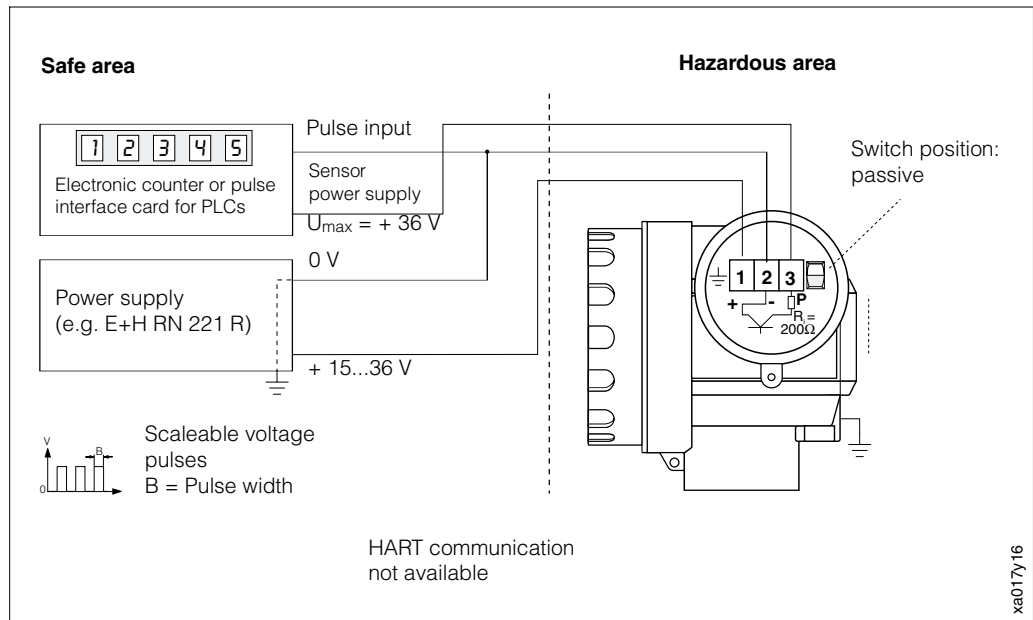 Safe area
Hazardous area
1 2 3 4 5
Electronic counter or pulse
interface card for PLCs
Pulse input
Sensor
power supply
Umax = + 36 V
0 V
Power supply
(e.g. E+H RN 221 R)
+ 15...36 V
Switch position:
passive
1 2 3
+ - P
Ri =
200Ω
V
B
0
Scaleable voltage
pulses
B = Pulse width
HART communication
not available
xa017y16